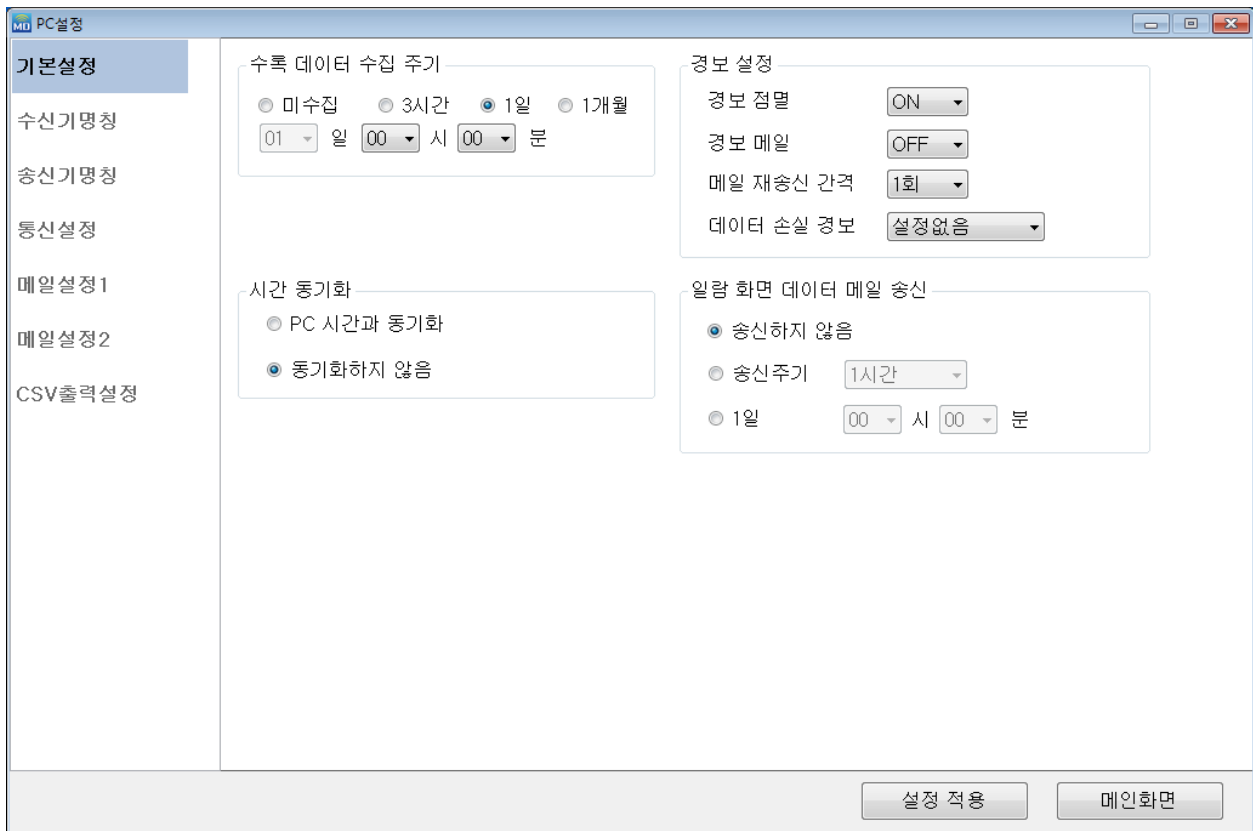 MD PC설정
기본설정
수신기명칭
송신기명칭
통신설정
메일설정1
메일설정2
CSV출력설정
수록 데이터 수집 주기
미수집 3시간 1일 1개월
01 일 00 시 00 분
시간 동기화
PC 시간과 동기화
동기화하지 않음
경보 설정
경보 점멸 ON
경보 메일 OFF
메일 재송신 간격 1회
데이터 손실 경보 설정없음
일람 화면 데이터 메일 송신
송신하지 않음
송신주기 1시간
1일 00 시 00 분
설정 적용 메인화면